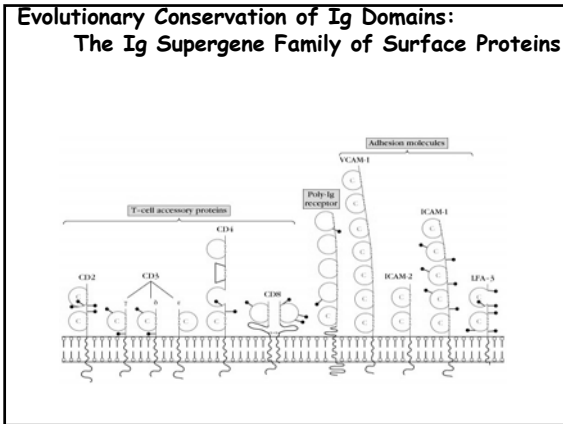 Evolutionary Conservation of Ig Domains:
The Ig Supergene Family of Surface Proteins
Adhesion molecules
VCAM-1
Poly-Ig
receptor
T-cell accessory proteins
ICAM-1
CD4
CD2
CD3
CD8
ICAM-2
LFA-3
γ δ ε
C
C
C
C
C
C
C
C
C
C
C
C
C
C